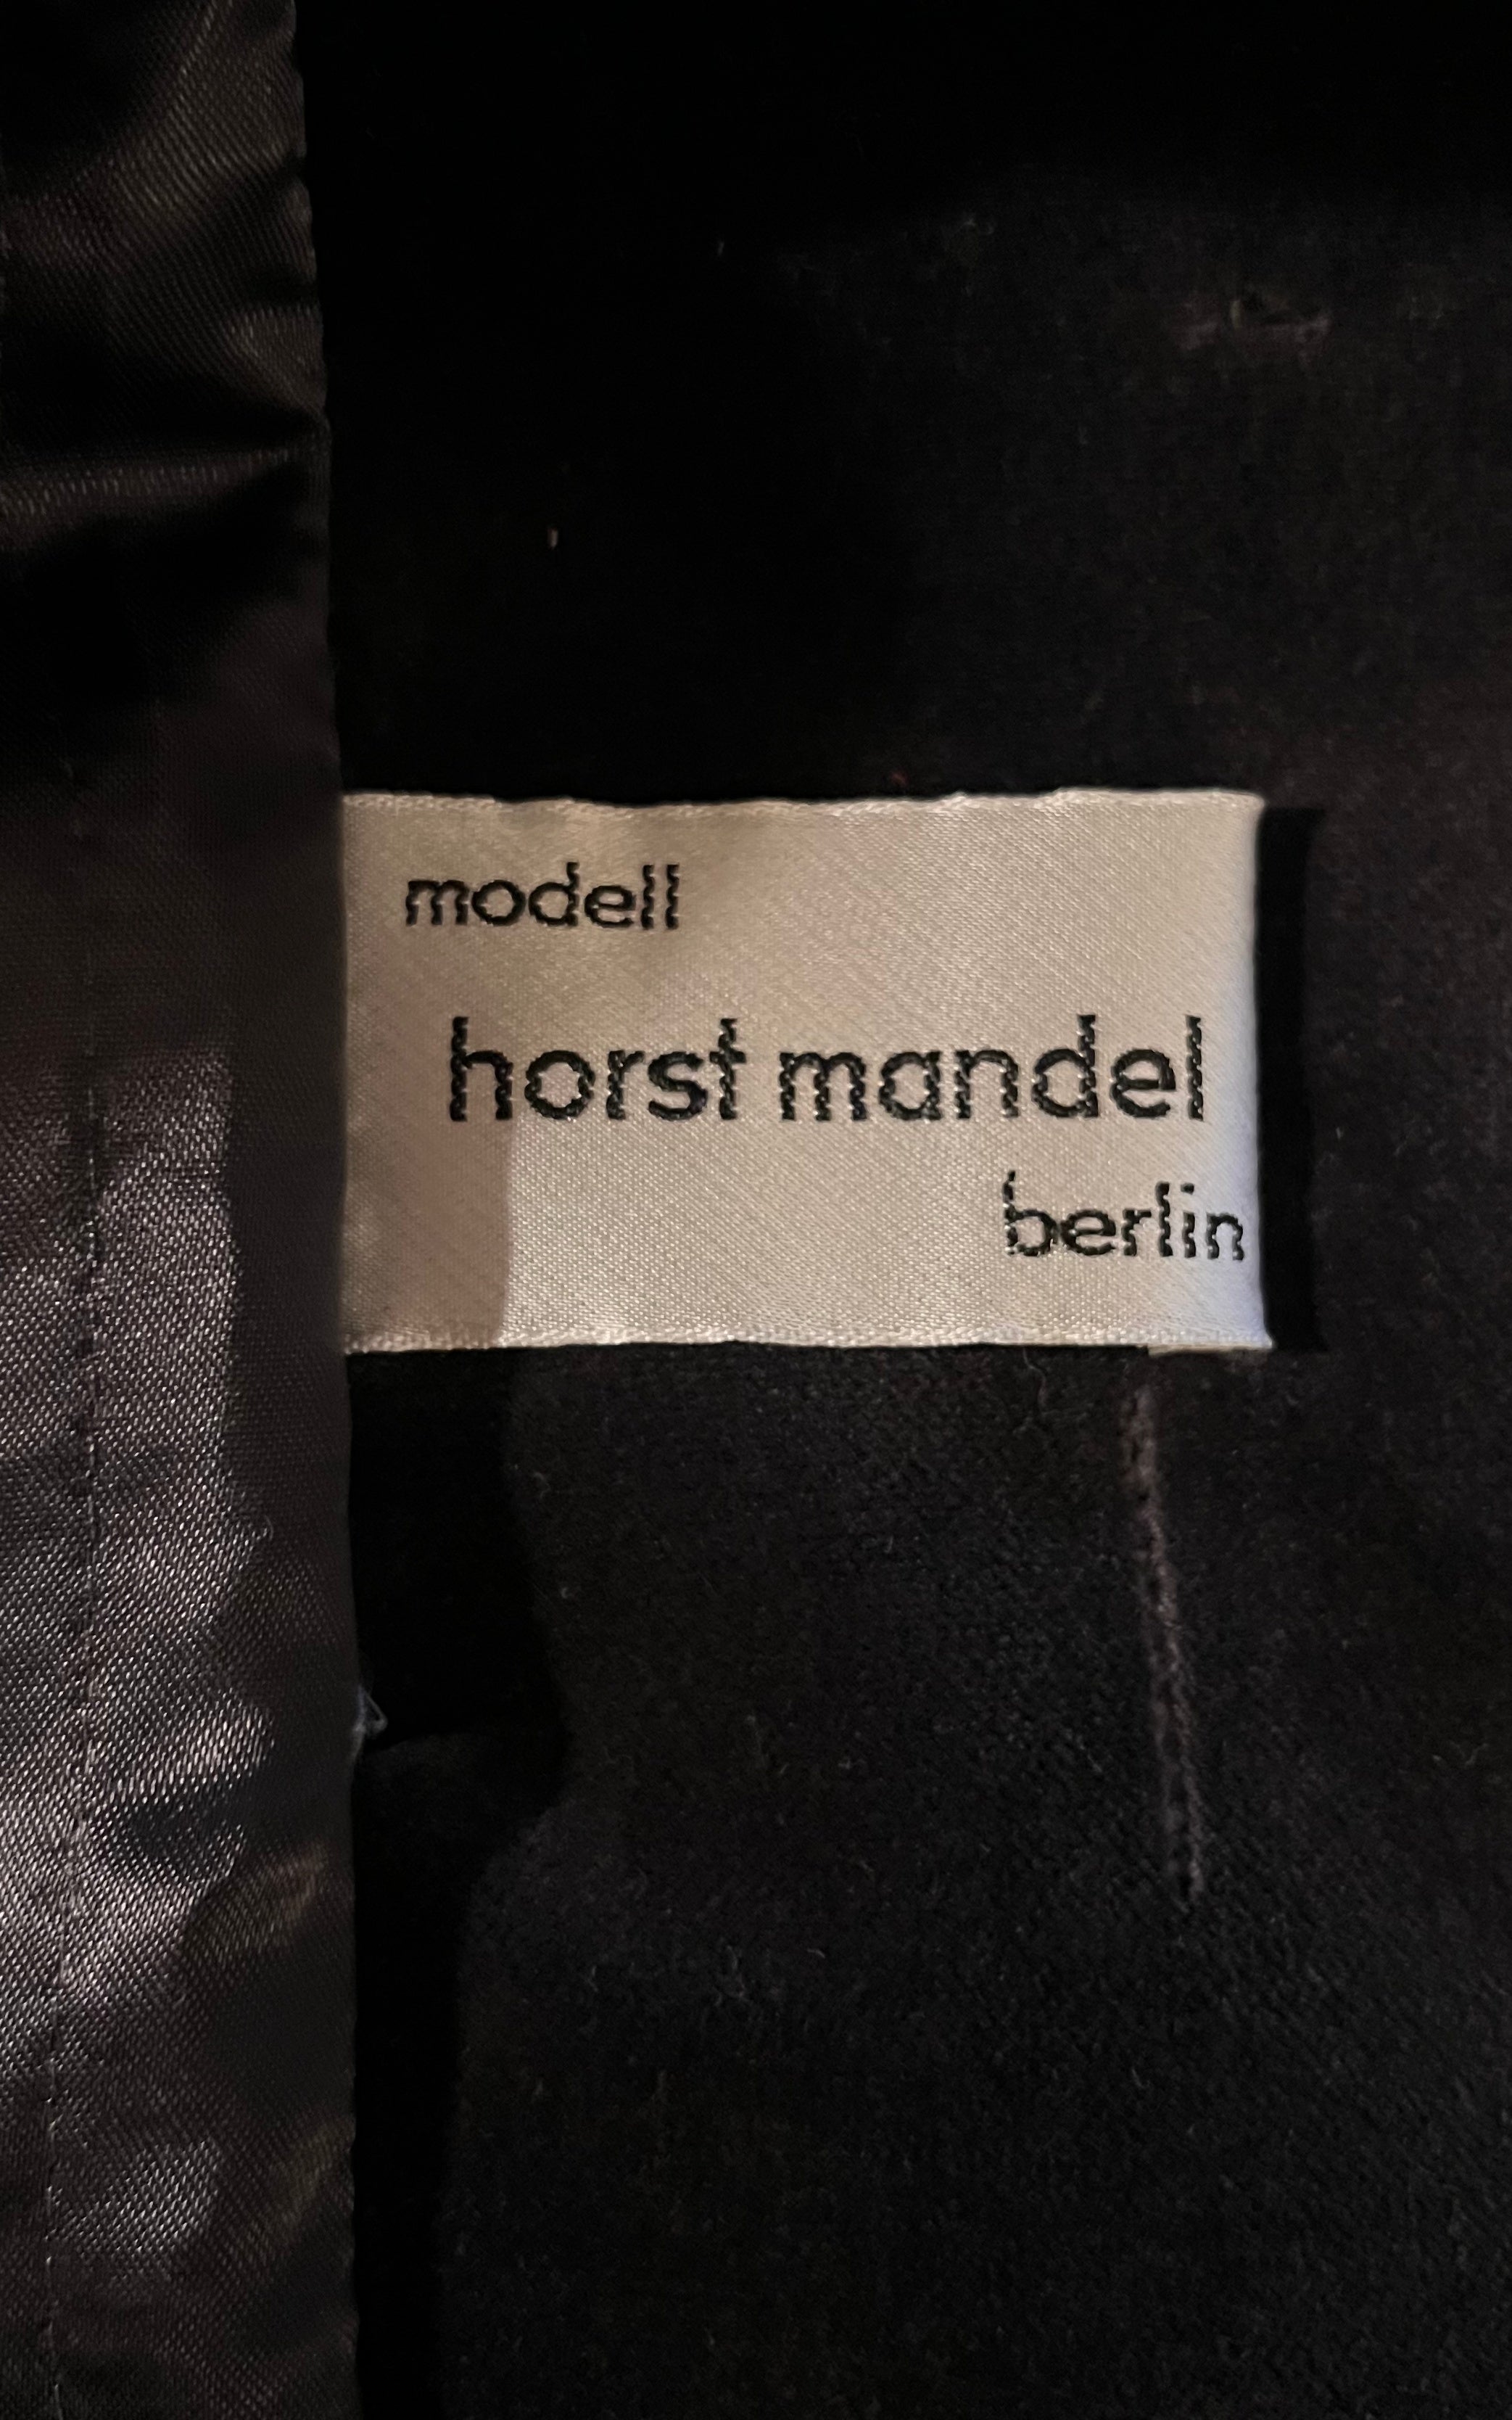 modell
horst mandel
berlin